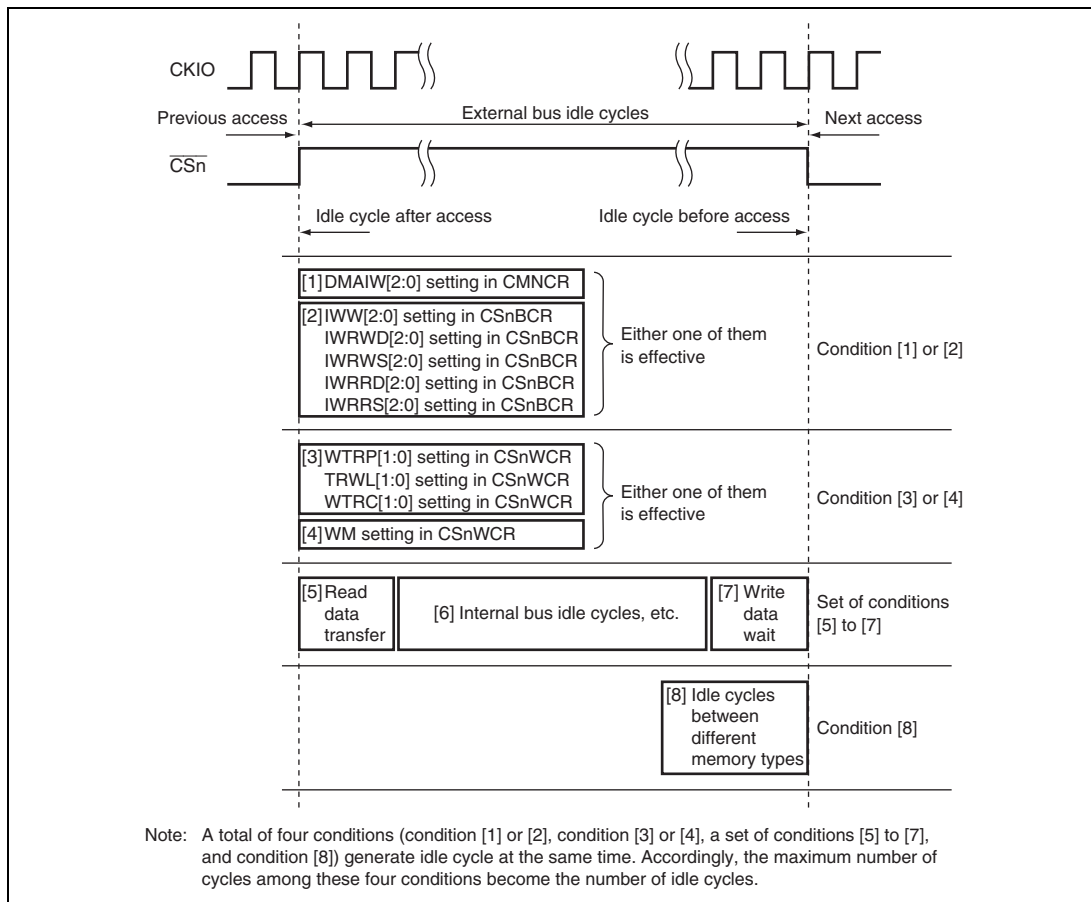 CKIO
Previous access
External bus idle cycles
Next access
CSn
Idle cycle after access
Idle cycle before access
[1]DMAIW[2:0] setting in CMNCR
[2]IWW[2:0] setting in CSnBCR
IWRWD[2:0] setting in CSnBCR
IWRWS[2:0] setting in CSnBCR
IWRRD[2:0] setting in CSnBCR
IWRRS[2:0] setting in CSnBCR
Either one of them
is effective
Condition [1] or [2]
[3]WTRP[1:0] setting in CSnWCR
TRWL[1:0] setting in CSnWCR
WTRC[1:0] setting in CSnWCR
[4]WM setting in CSnWCR
Either one of them
is effective
Condition [3] or [4]
[5]Read
data
transfer
[6] Internal bus idle cycles, etc.
[7] Write
data
wait
Set of conditions
[5] to [7]
[8] Idle cycles
between
different
memory types
Condition [8]
Note: A total of four conditions (condition [1] or [2], condition [3] or [4], a set of conditions [5] to [7],
and condition [8]) generate idle cycle at the same time. Accordingly, the maximum number of
cycles among these four conditions become the number of idle cycles.